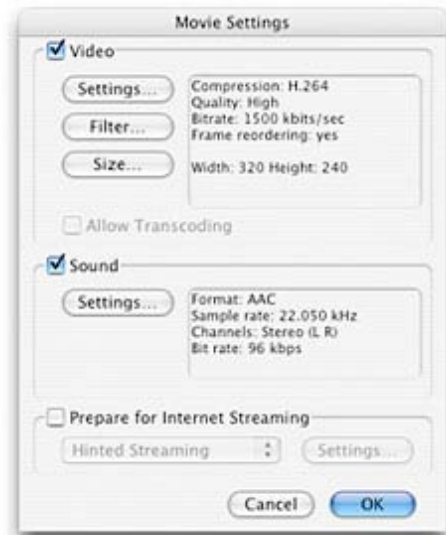 Movie Settings
Video
Settings...
Compression: H.264
Quality: High
Bitrate: 1500 kbits/sec
Frame reordering: yes
Filter...
Size...
Width: 320 Height: 240
Allow Transcoding
Sound
Settings...
Format: AAC
Sample rate: 22.050 kHz
Channels: Stereo (L R)
Bit rate: 96 kbps
Prepare for Internet Streaming
Hinted Streaming
Settings...
Cancel
OK